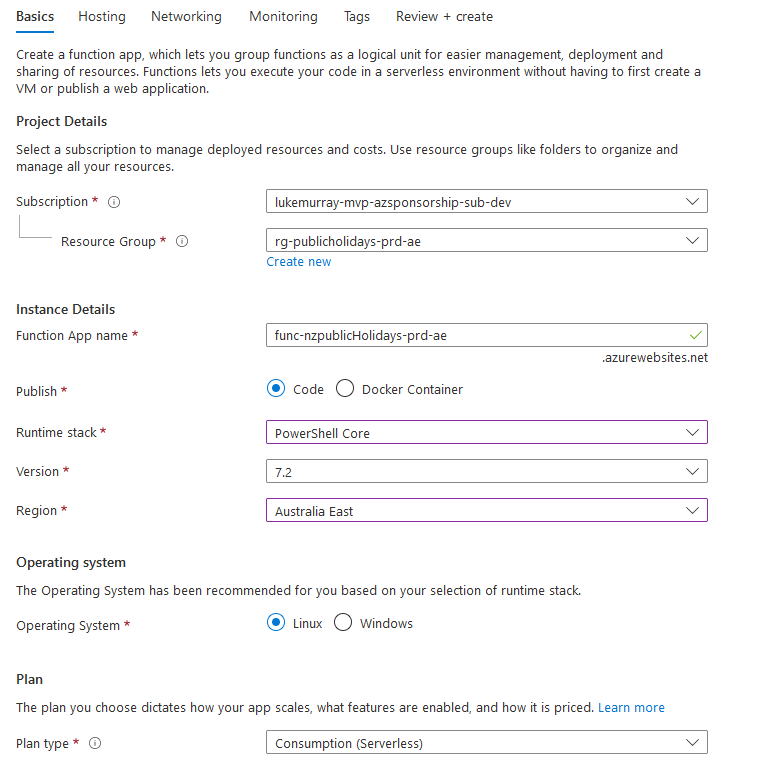 Basics Hosting Networking Monitoring Tags Review + create
Create a function app, which lets you group functions as a logical unit for easier management, deployment and
sharing of resources. Functions lets you execute your code in a serverless environment without having to first create a
VM or publish a web application.
Project Details
Select a subscription to manage deployed resources and costs. Use resource groups like folders to organize and
manage all your resources.
Subscription * lukemurray-mvp-azsponsorship-sub-dev
Resource Group * rg-publicholidays-prd-ae
Create new
Instance Details
Function App name * func-nzpublicHolidays-prd-ae
.azurewebsites.net
Publish * Code Docker Container
Runtime stack * PowerShell Core
Version * 7.2
Region * Australia East
Operating system
The Operating System has been recommended for you based on your selection of runtime stack.
Operating System * Linux Windows
Plan
The plan you choose dictates how your app scales, what features are enabled, and how it is priced. Learn more
Plan type * Consumption (Serverless)